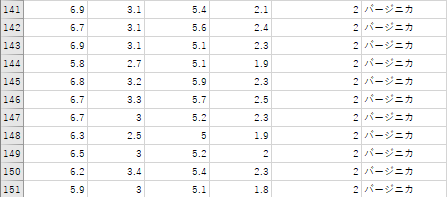 141 6.9 3.1 5.4 2.1 2 バージニカ
142 6.7 3.1 5.6 2.4 2 バージニカ
143 6.9 3.1 5.1 2.3 2 バージニカ
144 5.8 2.7 5.1 1.9 2 バージニカ
145 6.8 3.2 5.9 2.3 2 バージニカ
146 6.7 3.3 5.7 2.5 2 バージニカ
147 6.7 3 5.2 2.3 2 バージニカ
148 6.3 2.5 5 1.9 2 バージニカ
149 6.5 3 5.2 2 2 バージニカ
150 6.2 3.4 5.4 2.3 2 バージニカ
151 5.9 3 5.1 1.8 2 バージニカ